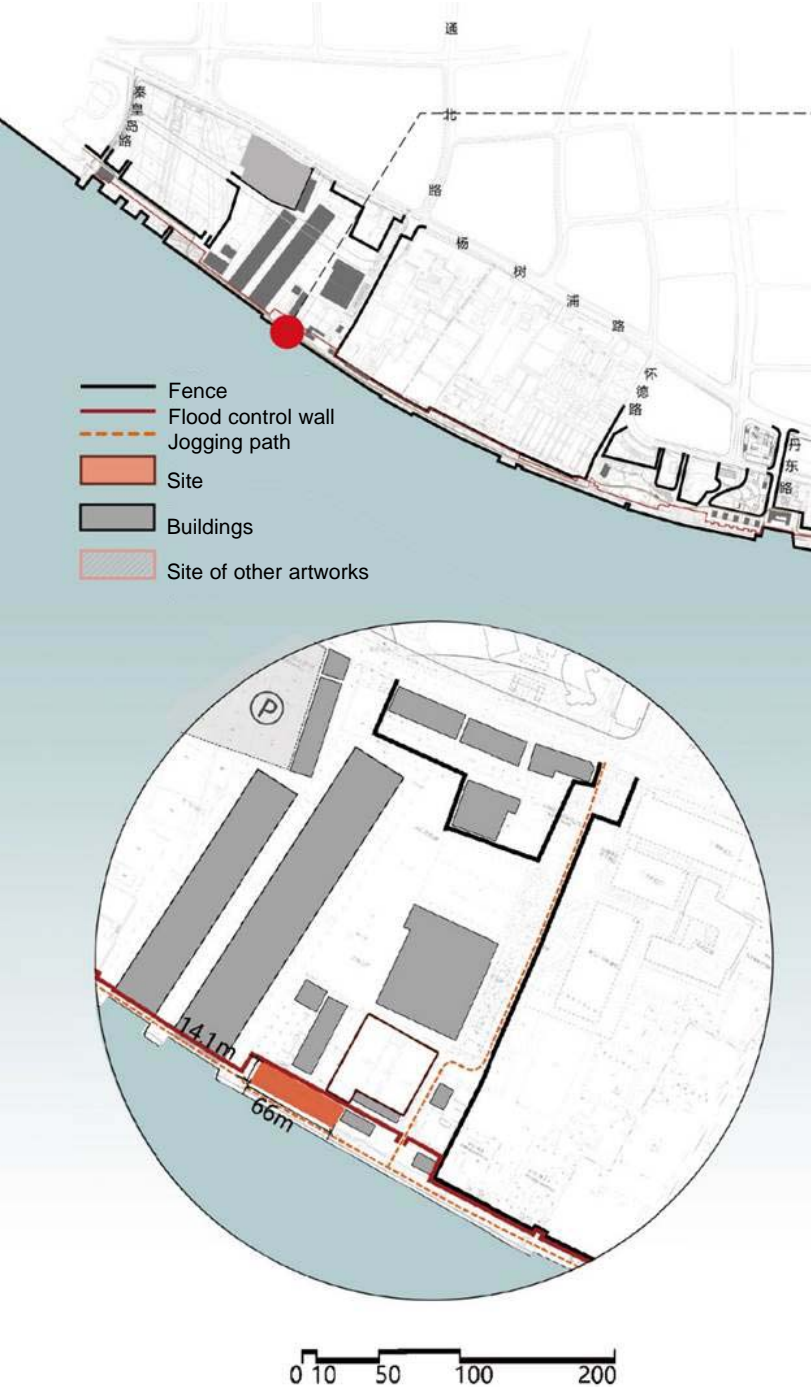 通
北
路
秦皇岛路
杨
树
浦
路
怀德路
丹东路
Fence
Flood control wall
Jogging path
Site
Buildings
Site of other artworks
P
14.1m
66m
0 10 50 100 200